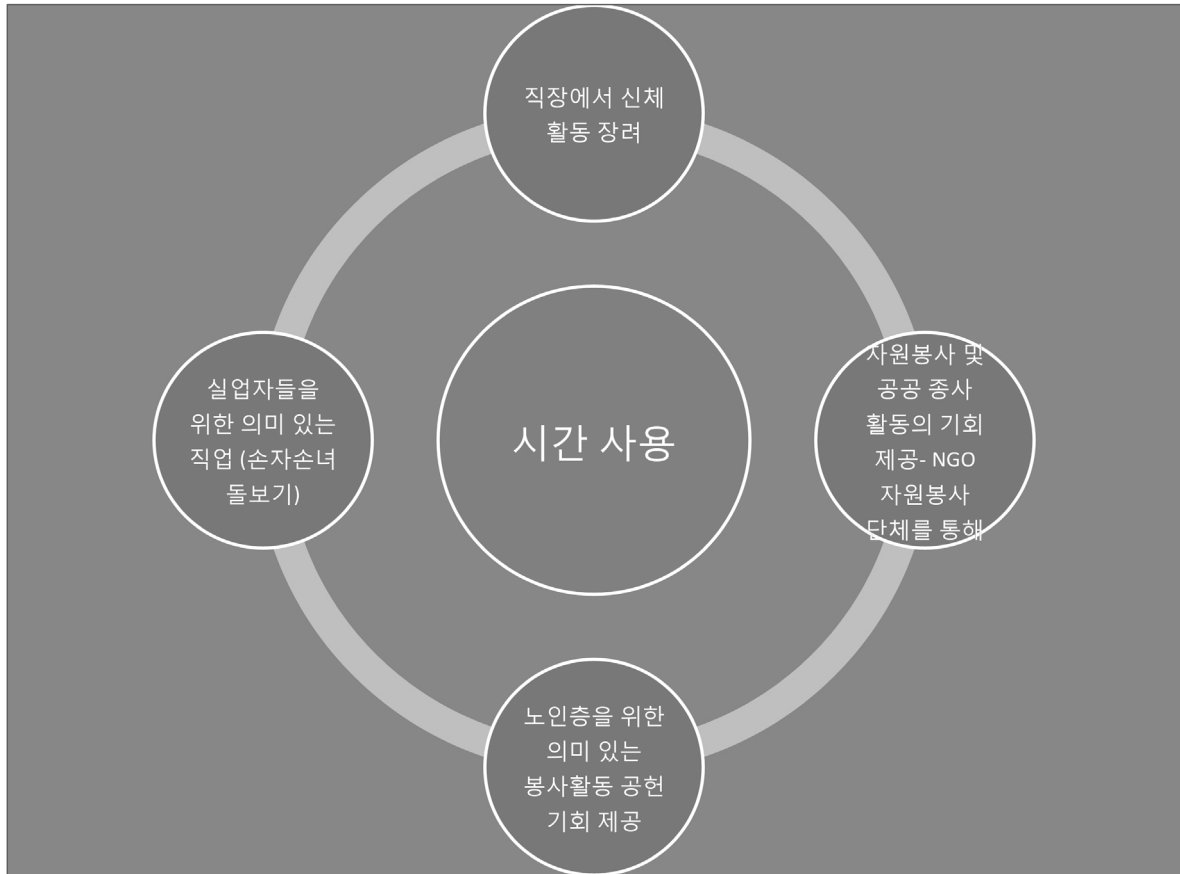 직장에서 신체
활동 장려
자원봉사 및
공공 종사
활동의 기회
제공- NGO
자원봉사
단체를 통해
시간 사용
실업자들을
위한 의미 있는
직업 (손자손녀
돌보기)
노인층을 위한
의미 있는
봉사활동 공헌
기회 제공